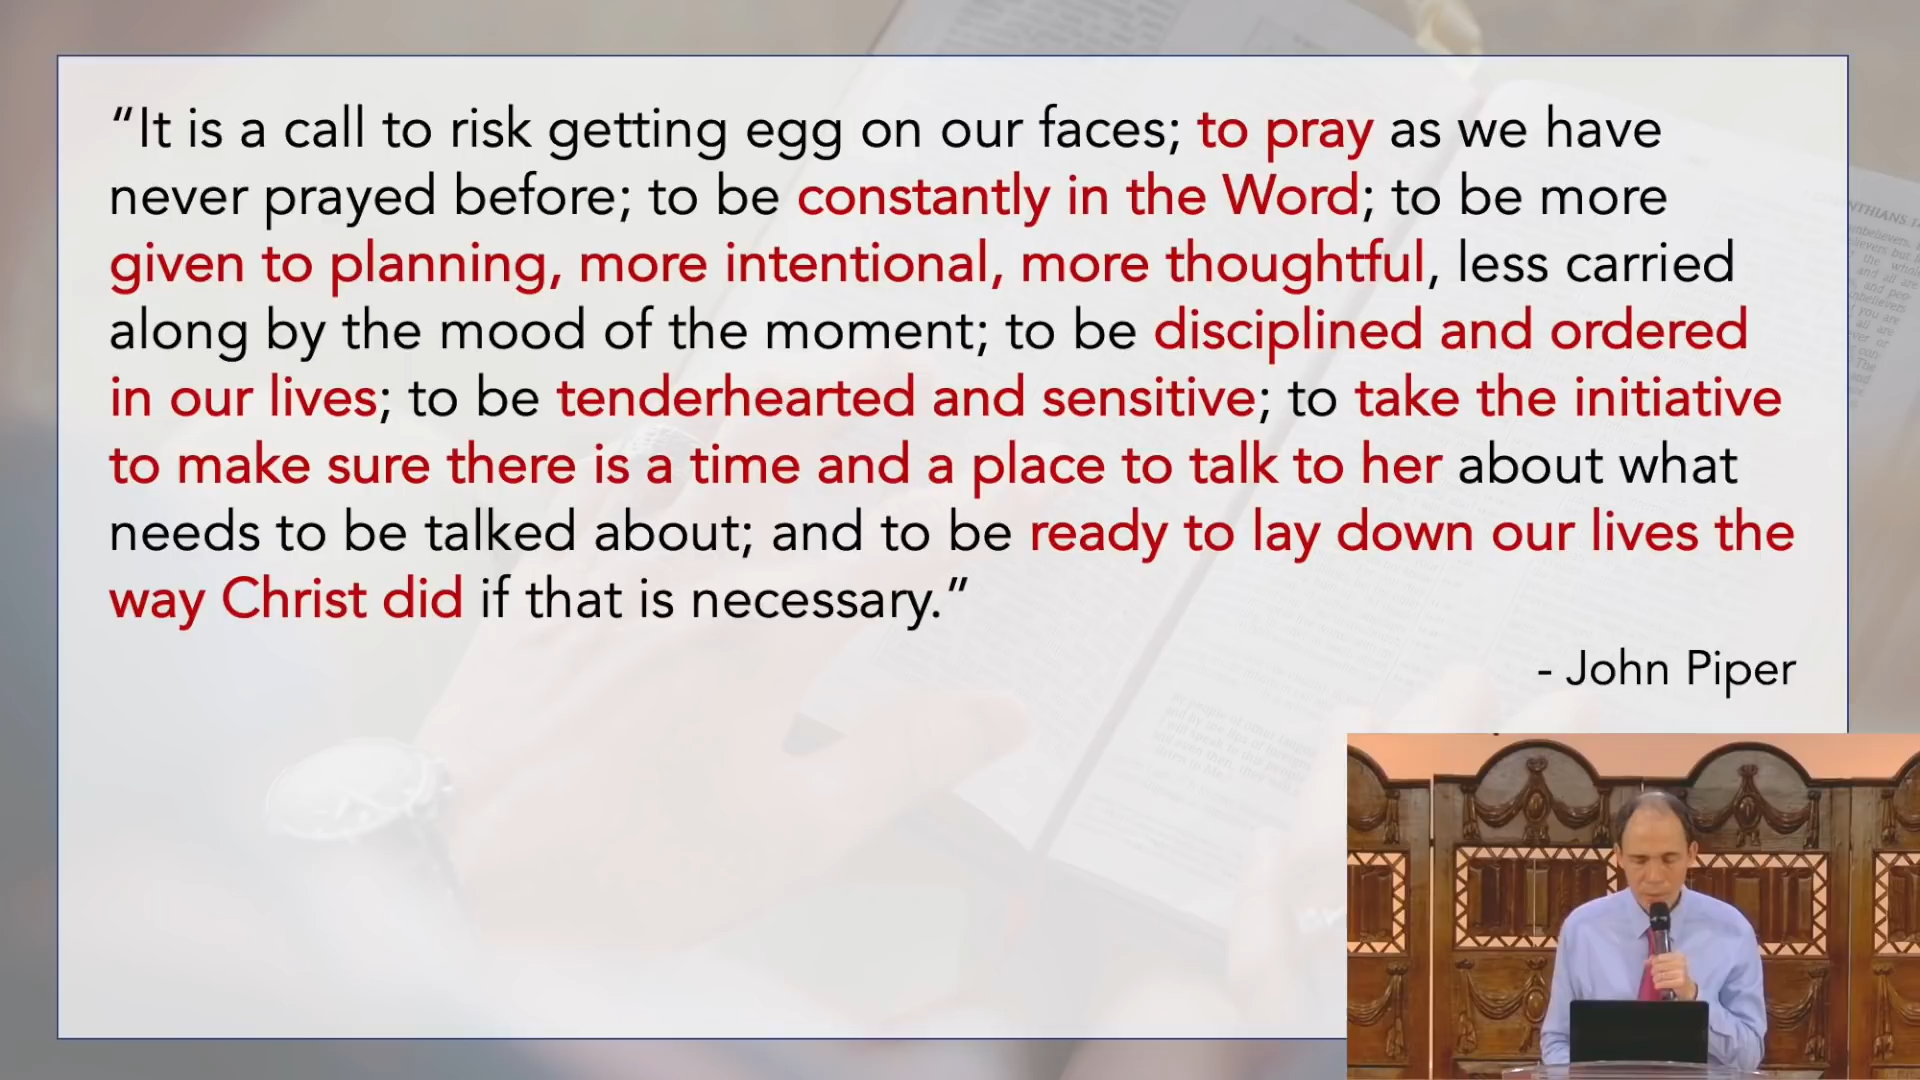 “It is a call to risk getting egg on our faces; to pray as we have
never prayed before; to be constantly in the Word; to be more
given to planning, more intentional, more thoughtful, less carried
along by the mood of the moment; to be disciplined and ordered
in our lives; to be tenderhearted and sensitive; to take the initiative
to make sure there is a time and a place to talk to her about what
needs to be talked about; and to be ready to lay down our lives the
way Christ did if that is necessary.”
- John Piper